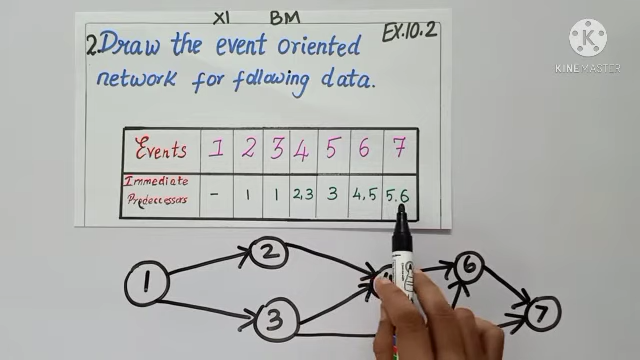 XI BM
EX.10.2
2. Draw the event oriented
network for following data.
Events 1 2 3 4 5 6 7
Immediate
Predeccessors - 1 1 2,3 3 4,5 5.6
KINEMASTER
1 2 3 6 7